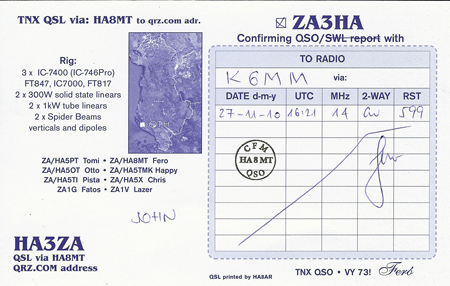 TNX QSL via: HA8MT to qrz.com adr.
Rig:
3 x IC-7400 (IC-746Pro)
FT847, IC7000, FT817
2 x 300W solid state linears
2 x 1kW tube linears
2 x Spider Beams
verticals and dipoles
ZA/HA5PT Tomi • ZA/HA8MT Fero
ZA/HA5OT Otto • ZA/HA5TMK Happy
ZA/HA5TI Pista • ZA/HA5X Chris
ZA1G Fatos • ZA1V Lazer
JOHN
HA3ZA
QSL via HA8MT
QRZ.COM address
ZA3HA
Confirming QSO/SWL report with
TO RADIO
K6MM via:
DATE d-m-y UTC MHz 2-WAY RST
27-11-10 16:21 14 CW 599
CFM
HA8MT
QSO
QSL printed by HA8AR
TNX QSO • VY 73! Feró